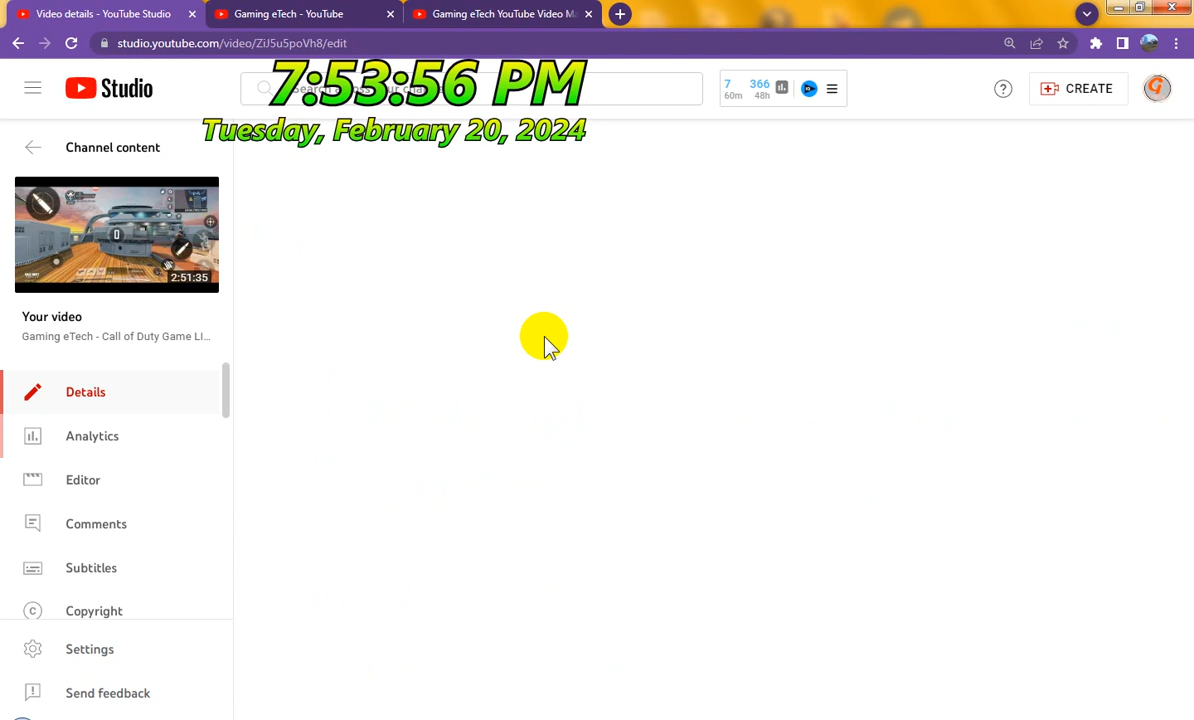 Video details - YouTube Studio
Gaming eTech - YouTube
Gaming eTech YouTube Video Ma
studio.youtube.com/video/ZiJ5u5poVh8/edit
Studio
7:53:56 PM
Tuesday, February 20, 2024
7 366
60m 48h
CREATE
Channel content
2:51:35
Your video
Gaming eTech - Call of Duty Game LI...
Details
Analytics
Editor
Comments
Subtitles
Copyright
Settings
Send feedback